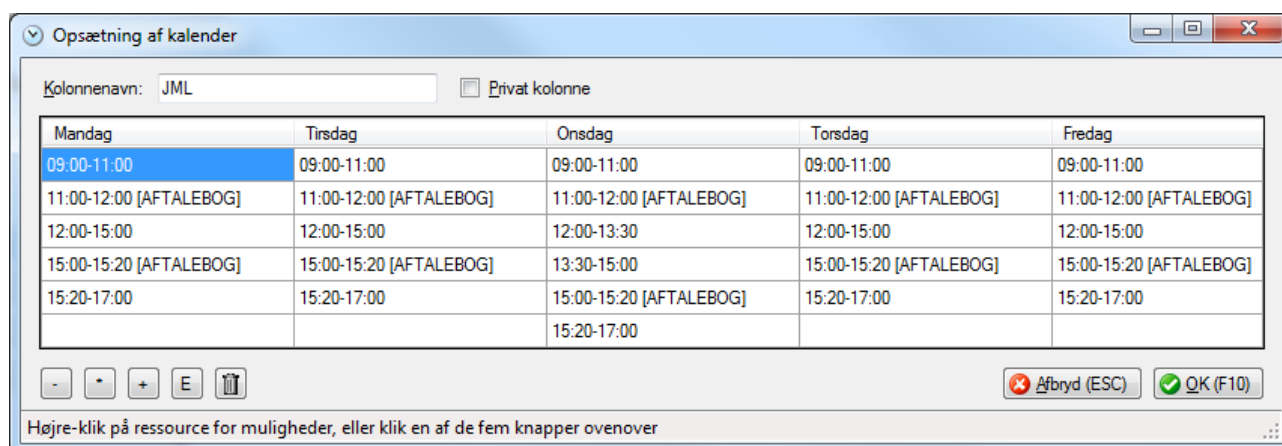 Opsætning af kalender
Kolonnenavn: JML Privat kolonne
Mandag Tirsdag Onsdag Torsdag Fredag
09:00-11:00 09:00-11:00 09:00-11:00 09:00-11:00 09:00-11:00
11:00-12:00 [AFTALEBOG] 11:00-12:00 [AFTALEBOG] 11:00-12:00 [AFTALEBOG] 11:00-12:00 [AFTALEBOG] 11:00-12:00 [AFTALEBOG]
12:00-15:00 12:00-15:00 12:00-13:30 12:00-15:00 12:00-15:00
15:00-15:20 [AFTALEBOG] 15:00-15:20 [AFTALEBOG] 13:30-15:00 15:00-15:20 [AFTALEBOG] 15:00-15:20 [AFTALEBOG]
15:20-17:00 15:20-17:00 15:00-15:20 [AFTALEBOG] 15:20-17:00 15:20-17:00
15:20-17:00
- * + E Afbryd (ESC) OK (F10)
Højre-klik på ressource for muligheder, eller klik en af de fem knapper ovenover